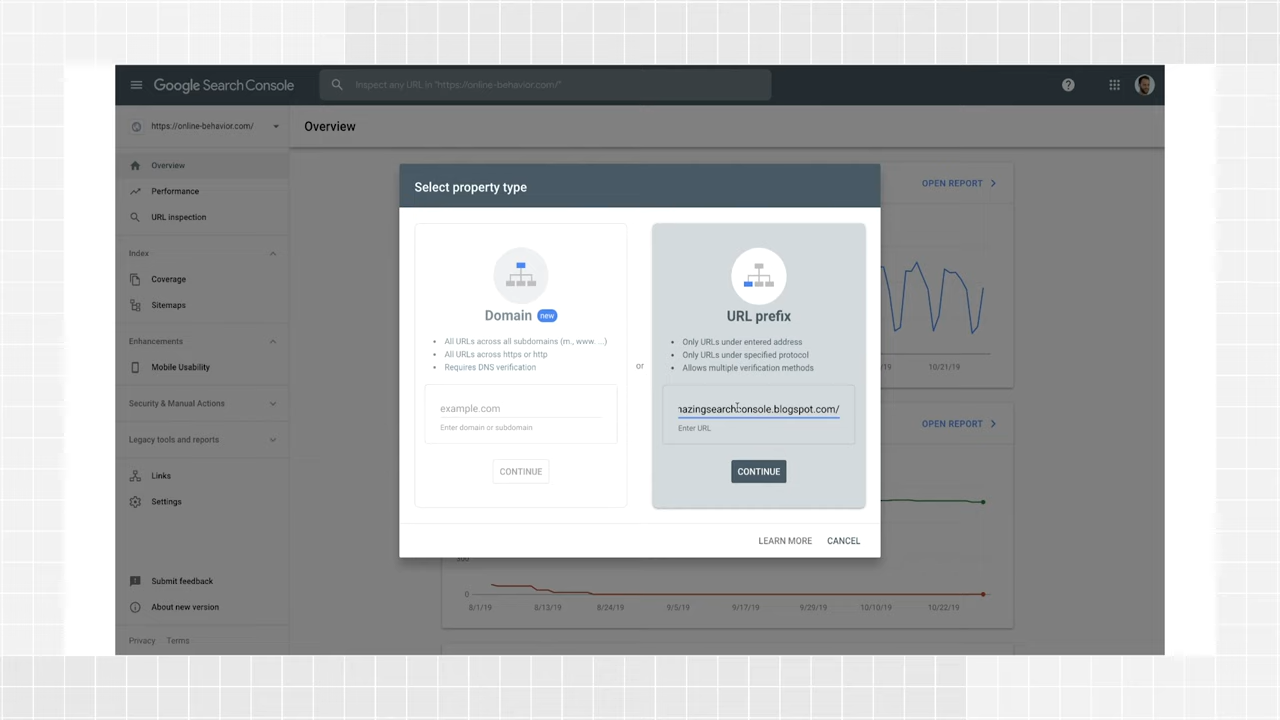 Google Search Console
Inspect any URL in "https://online-behavior.com/"
https://online-behavior.com/
Overview
Overview
Performance
URL inspection
Index
Coverage
Sitemaps
Enhancements
Mobile Usability
Security & Manual Actions
Legacy tools and reports
Links
Settings
Submit feedback
About new version
Privacy Terms
Select property type
Domain new
• All URLs across all subdomains (m., www. ...)
• All URLs across https or http
• Requires DNS verification
example.com
Enter domain or subdomain
CONTINUE
or
URL prefix
• Only URLs under entered address
• Only URLs under specified protocol
• Allows multiple verification methods
nazingsearchconsole.blogspot.com/
Enter URL
CONTINUE
LEARN MORE CANCEL
OPEN REPORT
10/21/19
OPEN REPORT
0
8/1/19 8/13/19 8/24/19 9/5/19 9/17/19 9/29/19 10/10/19 10/22/19